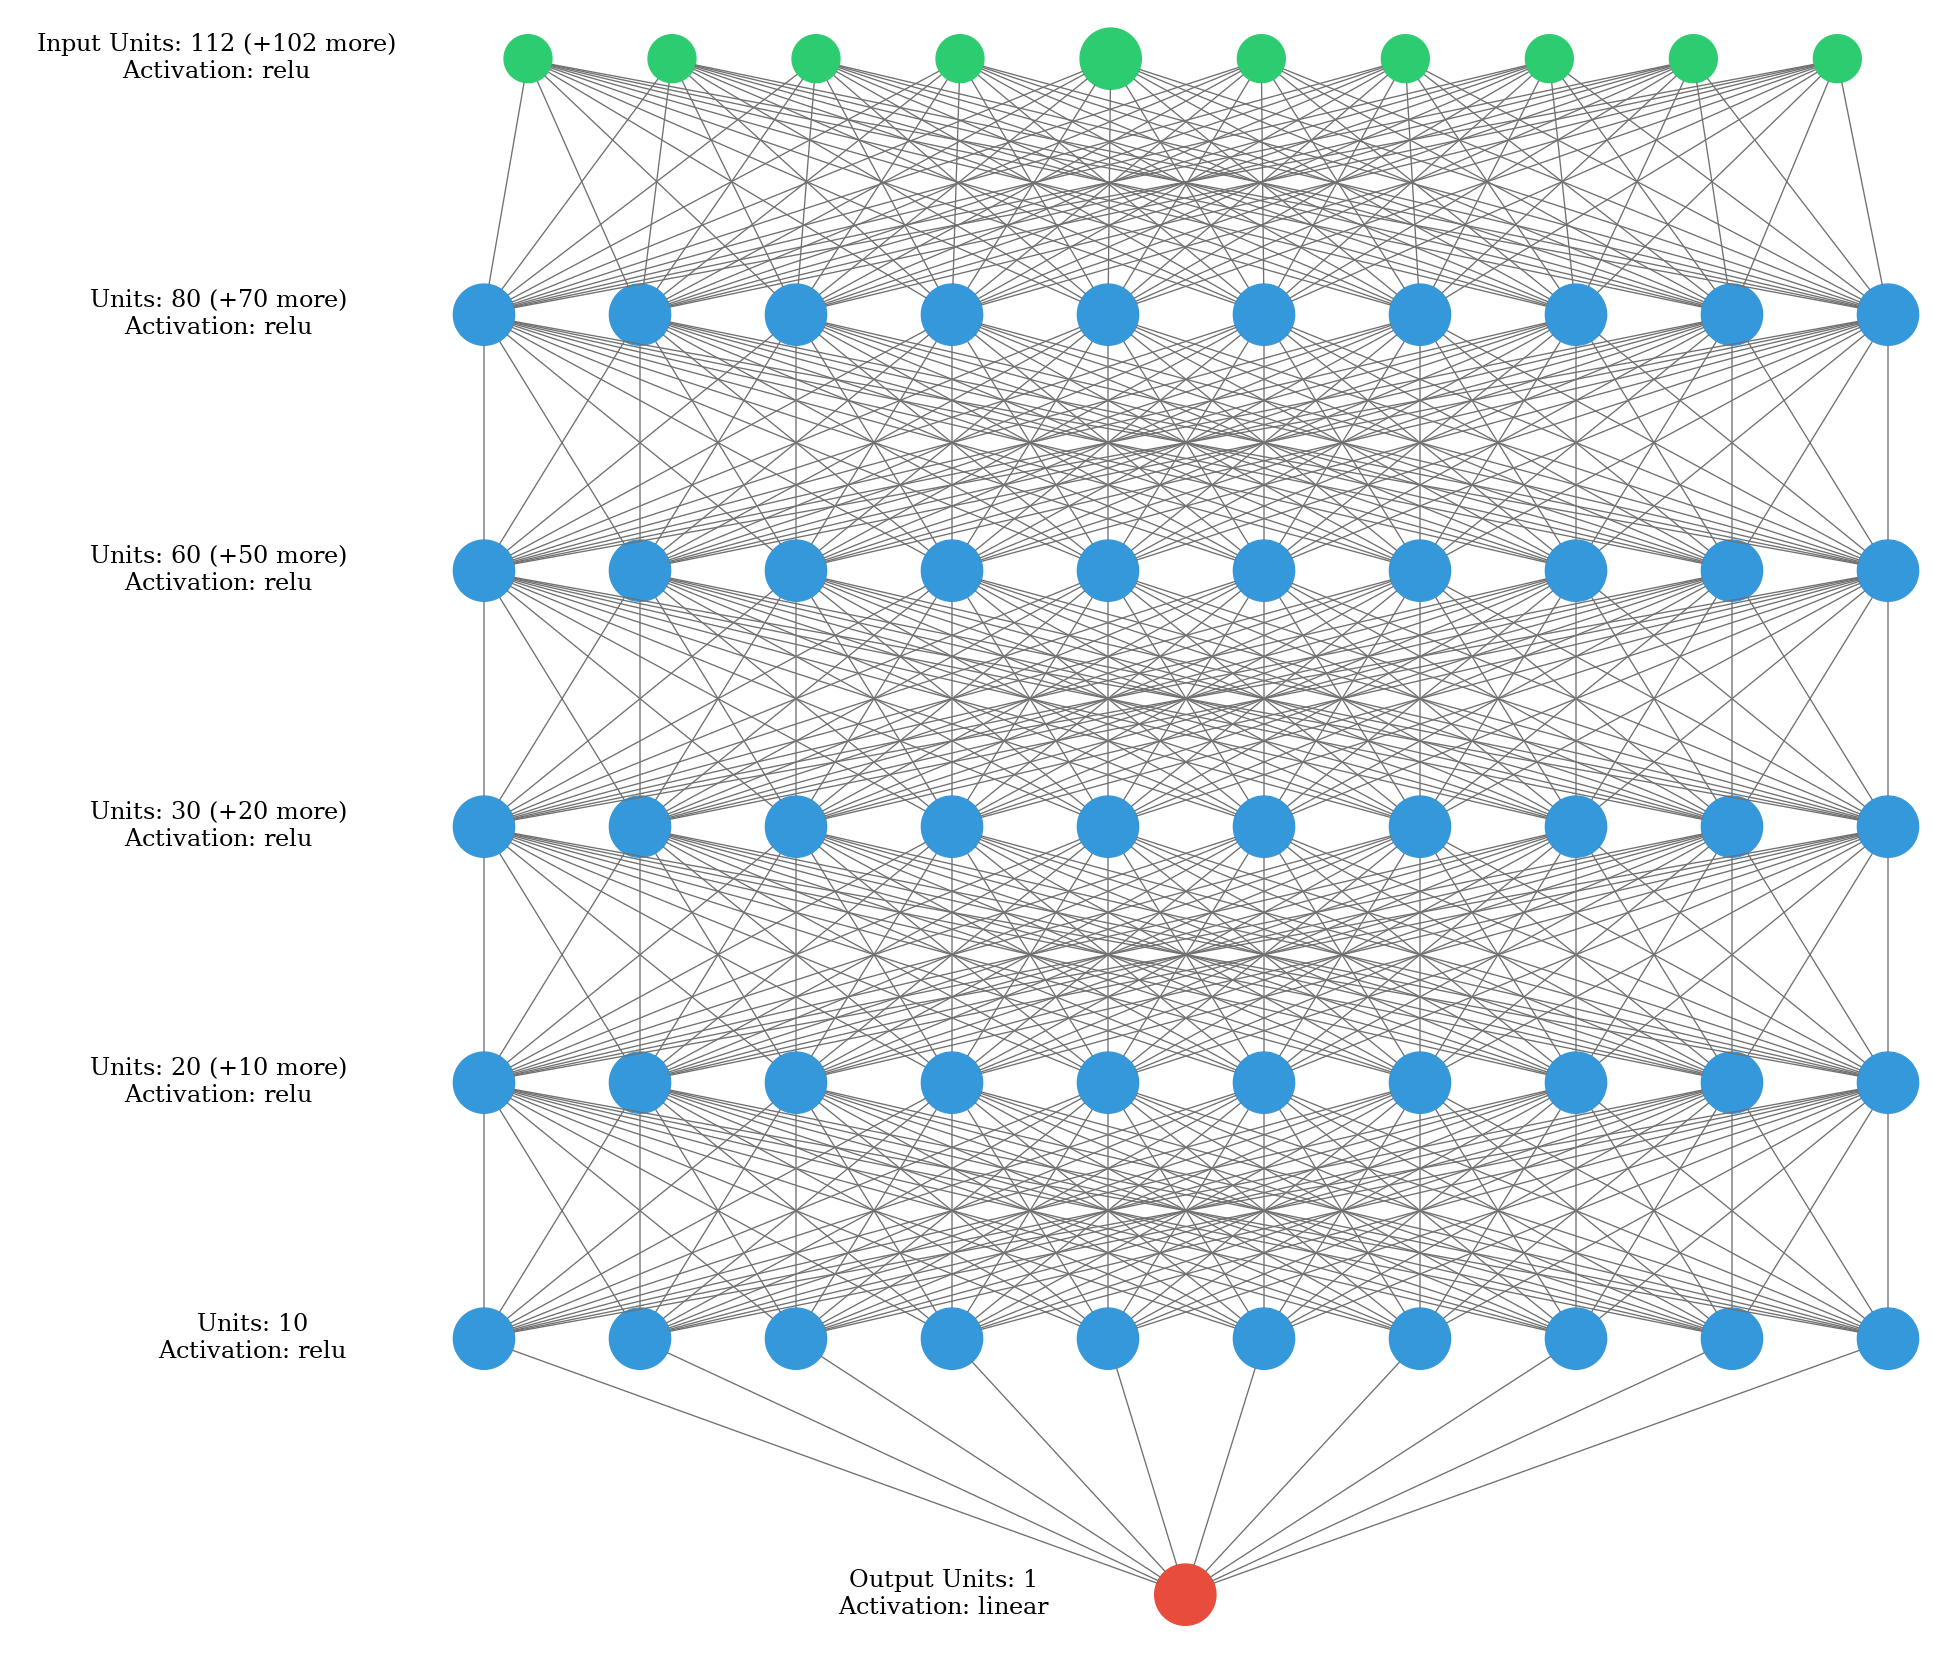 Input Units: 112 (+102 more)
Activation: relu
Units: 80 (+70 more)
Activation: relu
Units: 60 (+50 more)
Activation: relu
Units: 30 (+20 more)
Activation: relu
Units: 20 (+10 more)
Activation: relu
Units: 10
Activation: relu
Output Units: 1
Activation: linear